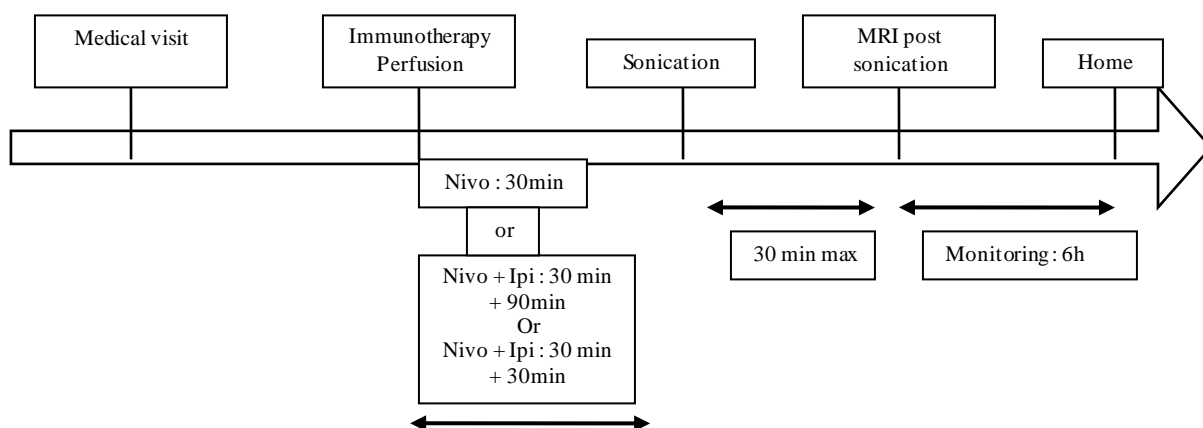 Medical visit
Immunotherapy
Perfusion
Sonication
MRI post
sonication
Home
Nivo : 30min
or
Nivo + Ipi : 30 min
+ 90min
Or
Nivo + Ipi : 30 min
+ 30min
30 min max
Monitoring : 6h